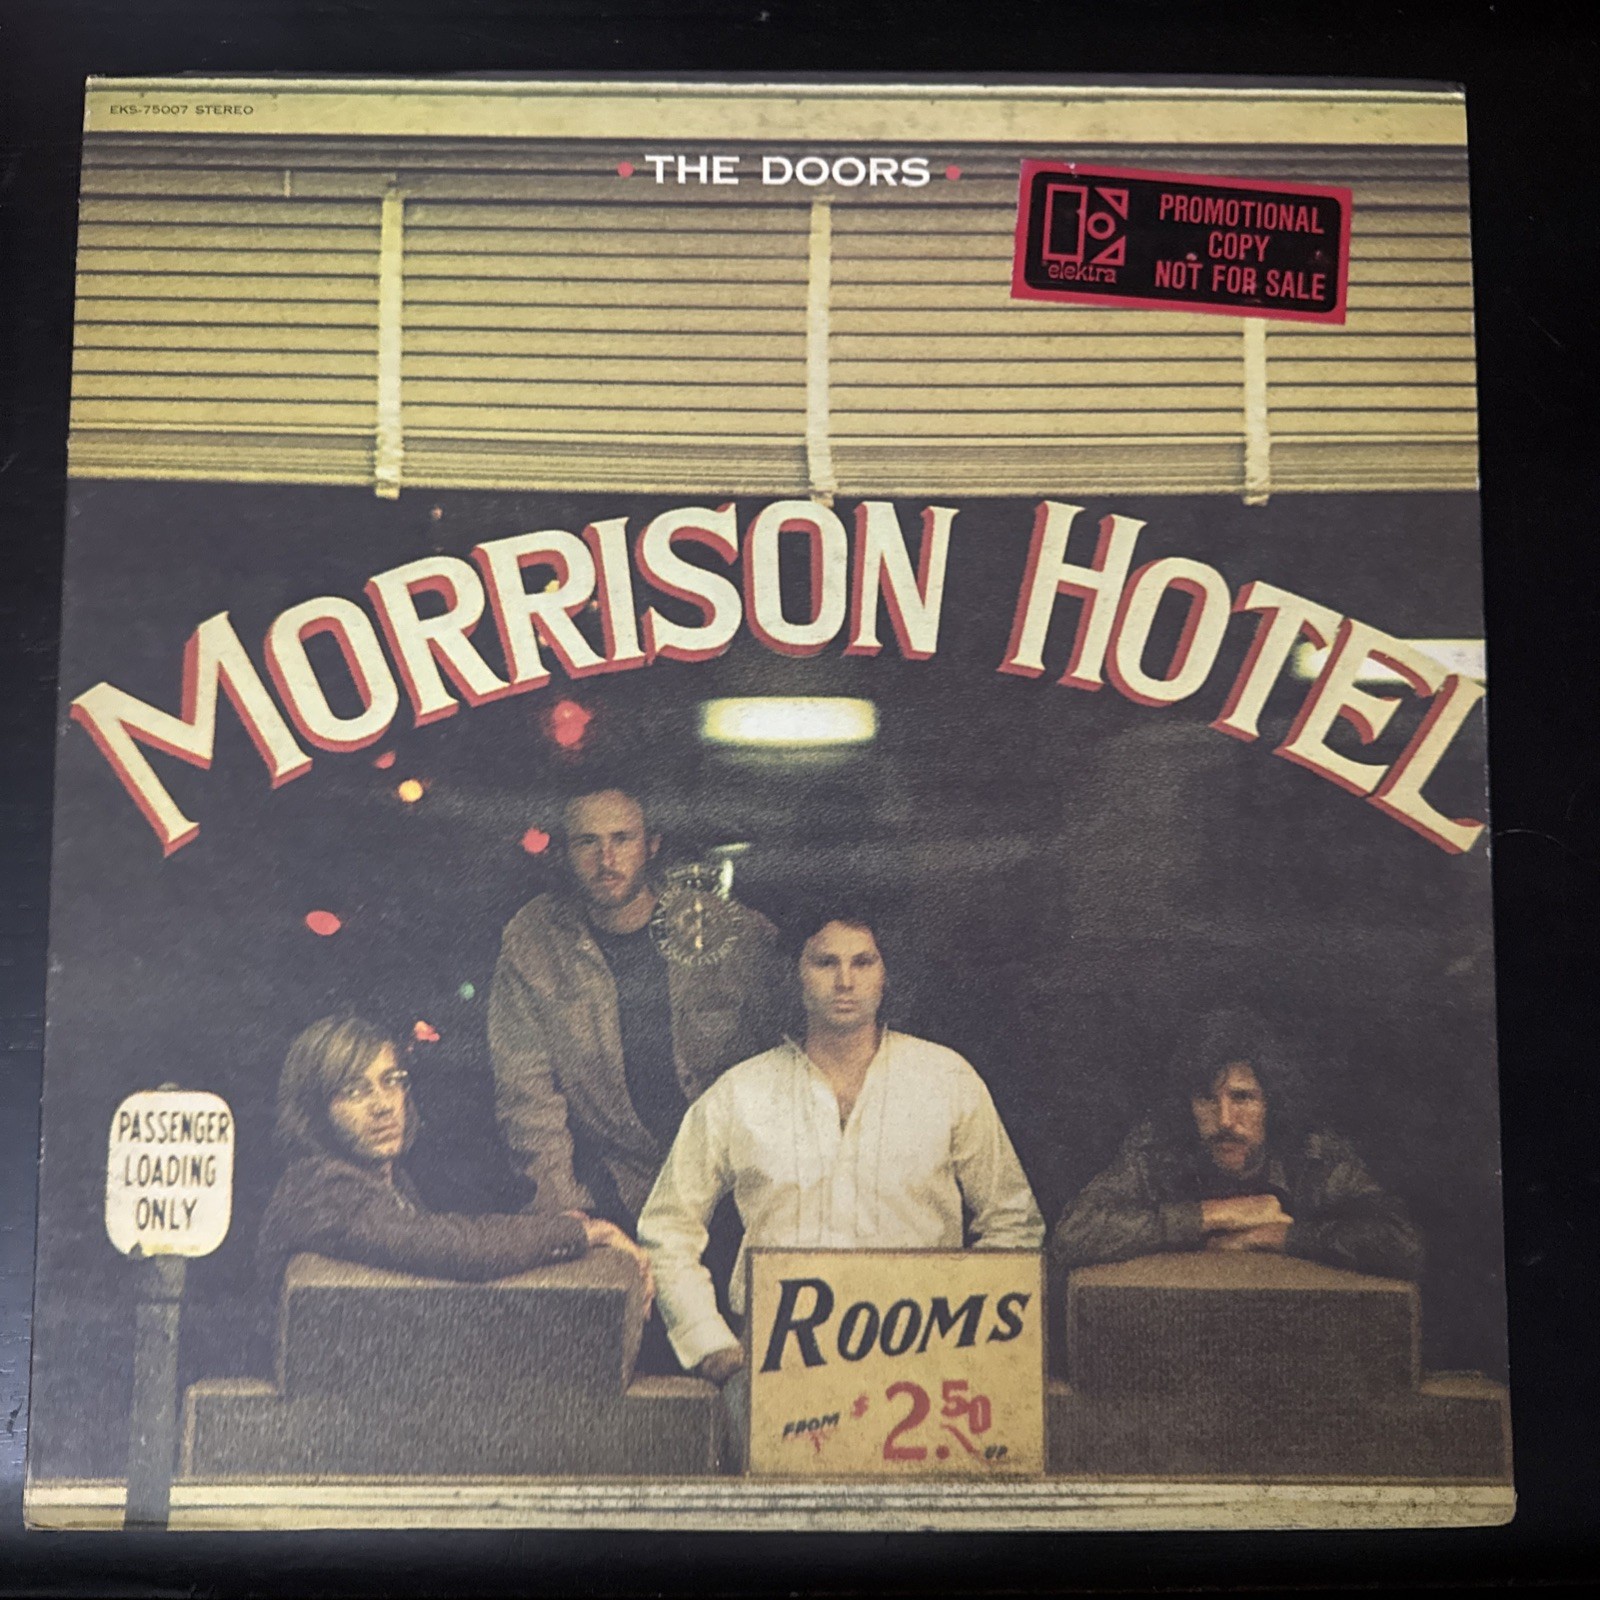 EKS-75007 STEREO
• THE DOORS •
elektra
PROMOTIONAL
COPY
NOT FOR SALE
MORRISON HOTEL
PASSENGER
LOADING
ONLY
ROOMS
FROM $2.50 UP